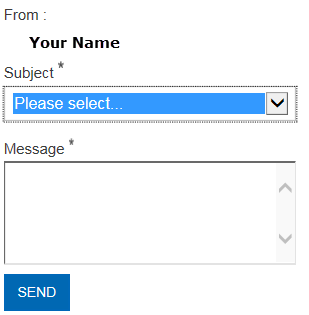 From :
Your Name
Subject *
Please select...
Message *
SEND